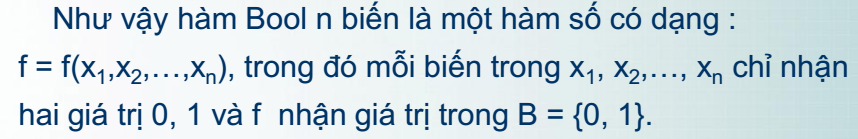 Như vậy hàm Bool n biến là một hàm số có dạng :
f = f(x₁,x₂,…,xₙ), trong đó mỗi biến trong x₁, x₂,…, xₙ chỉ nhận
hai giá trị 0, 1 và f nhận giá trị trong B = {0, 1}.